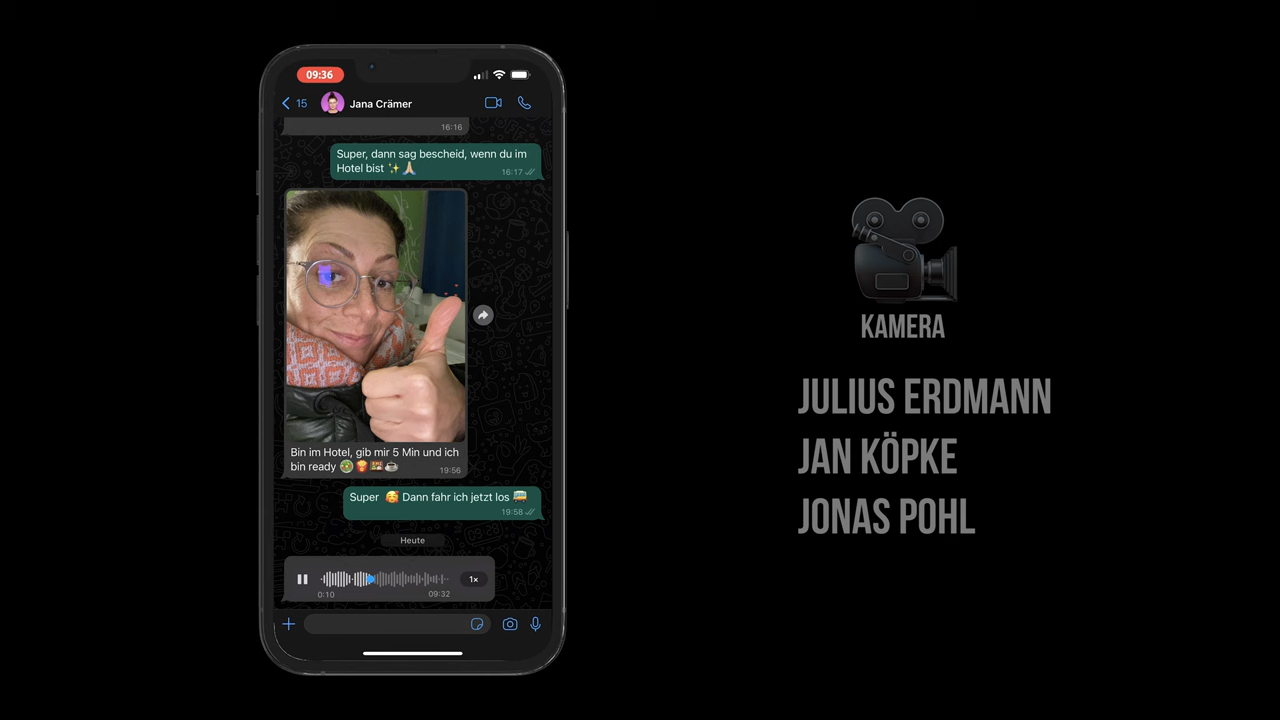 09:36
15
Jana Crämer
16:16
Super, dann sag bescheid, wenn du im
Hotel bist ✨🙏🏼
16:17
Bin im Hotel, gib mir 5 Min und ich
bin ready 🥗🍟🍱☕
19:56
Super 🥰 Dann fahr ich jetzt los 🚎
19:58
Heute
1×
0:10
09:32
KAMERA
JULIUS ERDMANN
JAN KÖPKE
JONAS POHL